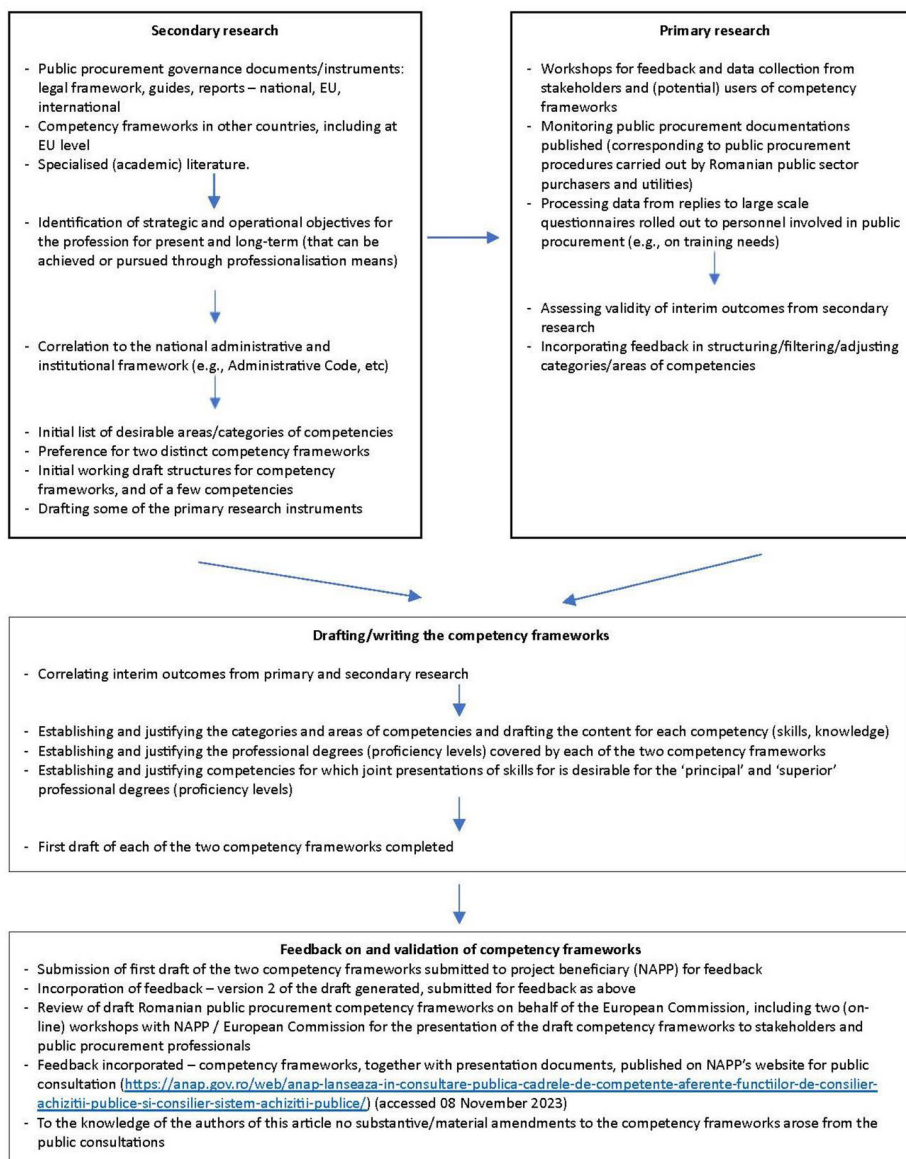 Secondary research
- Public procurement governance documents/instruments:
legal framework, guides, reports – national, EU,
international
- Competency frameworks in other countries, including at
EU level
- Specialised (academic) literature.
- Identification of strategic and operational objectives for
the profession for present and long-term (that can be
achieved or pursued through professionalisation means)
- Correlation to the national administrative and
institutional framework (e.g., Administrative Code, etc)
- Initial list of desirable areas/categories of competencies
- Preference for two distinct competency frameworks
- Initial working draft structures for competency
frameworks, and of a few competencies
- Drafting some of the primary research instruments
Primary research
- Workshops for feedback and data collection from
stakeholders and (potential) users of competency
frameworks
- Monitoring public procurement documentations
published (corresponding to public procurement
procedures carried out by Romanian public sector
purchasers and utilities)
- Processing data from replies to large scale
questionnaires rolled out to personnel involved in public
procurement (e.g., on training needs)
- Assessing validity of interim outcomes from secondary
research
- Incorporating feedback in structuring/filtering/adjusting
categories/areas of competencies
Drafting/writing the competency frameworks
- Correlating interim outcomes from primary and secondary research
- Establishing and justifying the categories and areas of competencies and drafting the content for each competency (skills, knowledge)
- Establishing and justifying the professional degrees (proficiency levels) covered by each of the two competency frameworks
- Establishing and justifying competencies for which joint presentations of skills for is desirable for the ‘principal’ and ‘superior’
professional degrees (proficiency levels)
- First draft of each of the two competency frameworks completed
Feedback on and validation of competency frameworks
- Submission of first draft of the two competency frameworks submitted to project beneficiary (NAPP) for feedback
- Incorporation of feedback – version 2 of the draft generated, submitted for feedback as above
- Review of draft Romanian public procurement competency frameworks on behalf of the European Commission, including two (on-
line) workshops with NAPP / European Commission for the presentation of the draft competency frameworks to stakeholders and
public procurement professionals
- Feedback incorporated – competency frameworks, together with presentation documents, published on NAPP’s website for public
consultation (https://anap.gov.ro/web/anap-lanseaza-in-consultare-publica-cadrele-de-competente-aferente-functiilor-de-consilier-
achizitii-publice-si-consilier-sistem-achizitii-publice/) (accessed 08 November 2023)
- To the knowledge of the authors of this article no substantive/material amendments to the competency frameworks arose from the
public consultations